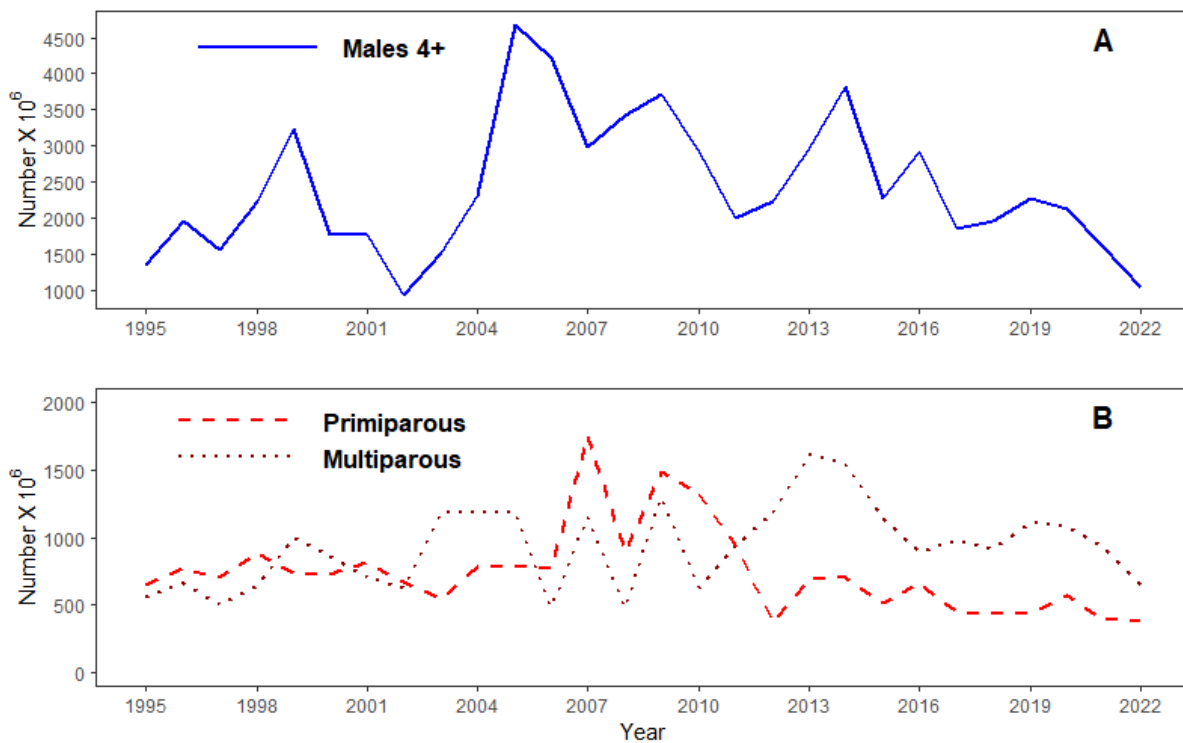 Males 4+
A
Number X 10⁶
4500
4000
3500
3000
2500
2000
1500
1000
1995 1998 2001 2004 2007 2010 2013 2016 2019 2022
Primiparous
Multiparous
B
Number X 10⁶
2000
1500
1000
500
0
1995 1998 2001 2004 2007 2010 2013 2016 2019 2022
Year